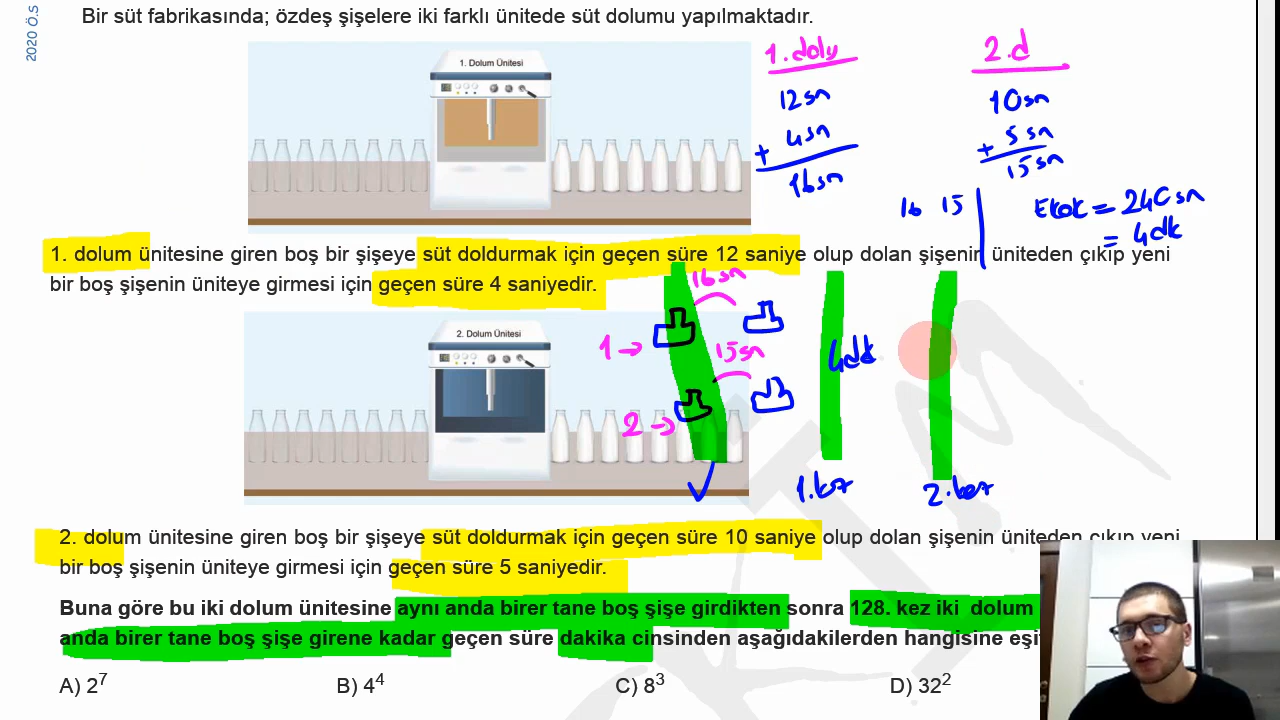 2020 Ö.S
Bir süt fabrikasında; özdeş şişelere iki farklı ünitede süt dolumu yapılmaktadır.
1. Dolum Ünitesi
1. dolu
12sn
+ 4sn
16sn
2. d
10sn
+ 5sn
15sn
16 15
Ekok = 240 sn
= 4dk
1. dolum ünitesine giren boş bir şişeye süt doldurmak için geçen süre 12 saniye olup dolan şişenin üniteden çıkıp yeni
bir boş şişenin üniteye girmesi için geçen süre 4 saniyedir.
2. Dolum Ünitesi
16sn
1 →
15sn
2 →
4dk
1. kez
2. kez
2. dolum ünitesine giren boş bir şişeye süt doldurmak için geçen süre 10 saniye olup dolan şişenin üniteden çıkıp yeni
bir boş şişenin üniteye girmesi için geçen süre 5 saniyedir.
Buna göre bu iki dolum ünitesine aynı anda birer tane boş şişe girdikten sonra 128. kez iki dolum
anda birer tane boş şişe girene kadar geçen süre dakika cinsinden aşağıdakilerden hangisine eşi
A) 2⁷ B) 4⁴ C) 8³ D) 32²